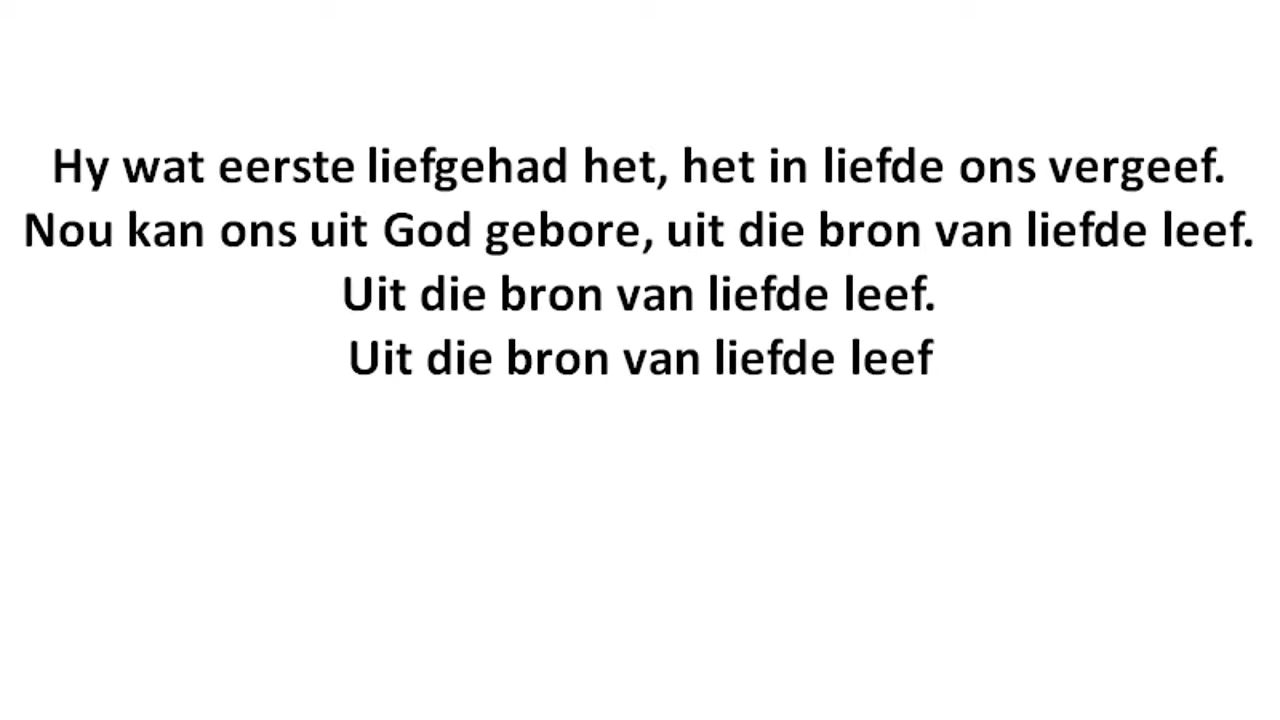 Hy wat eerste liefgehad het, het in liefde ons vergeef.
Nou kan ons uit God gebore, uit die bron van liefde leef.
Uit die bron van liefde leef.
Uit die bron van liefde leef